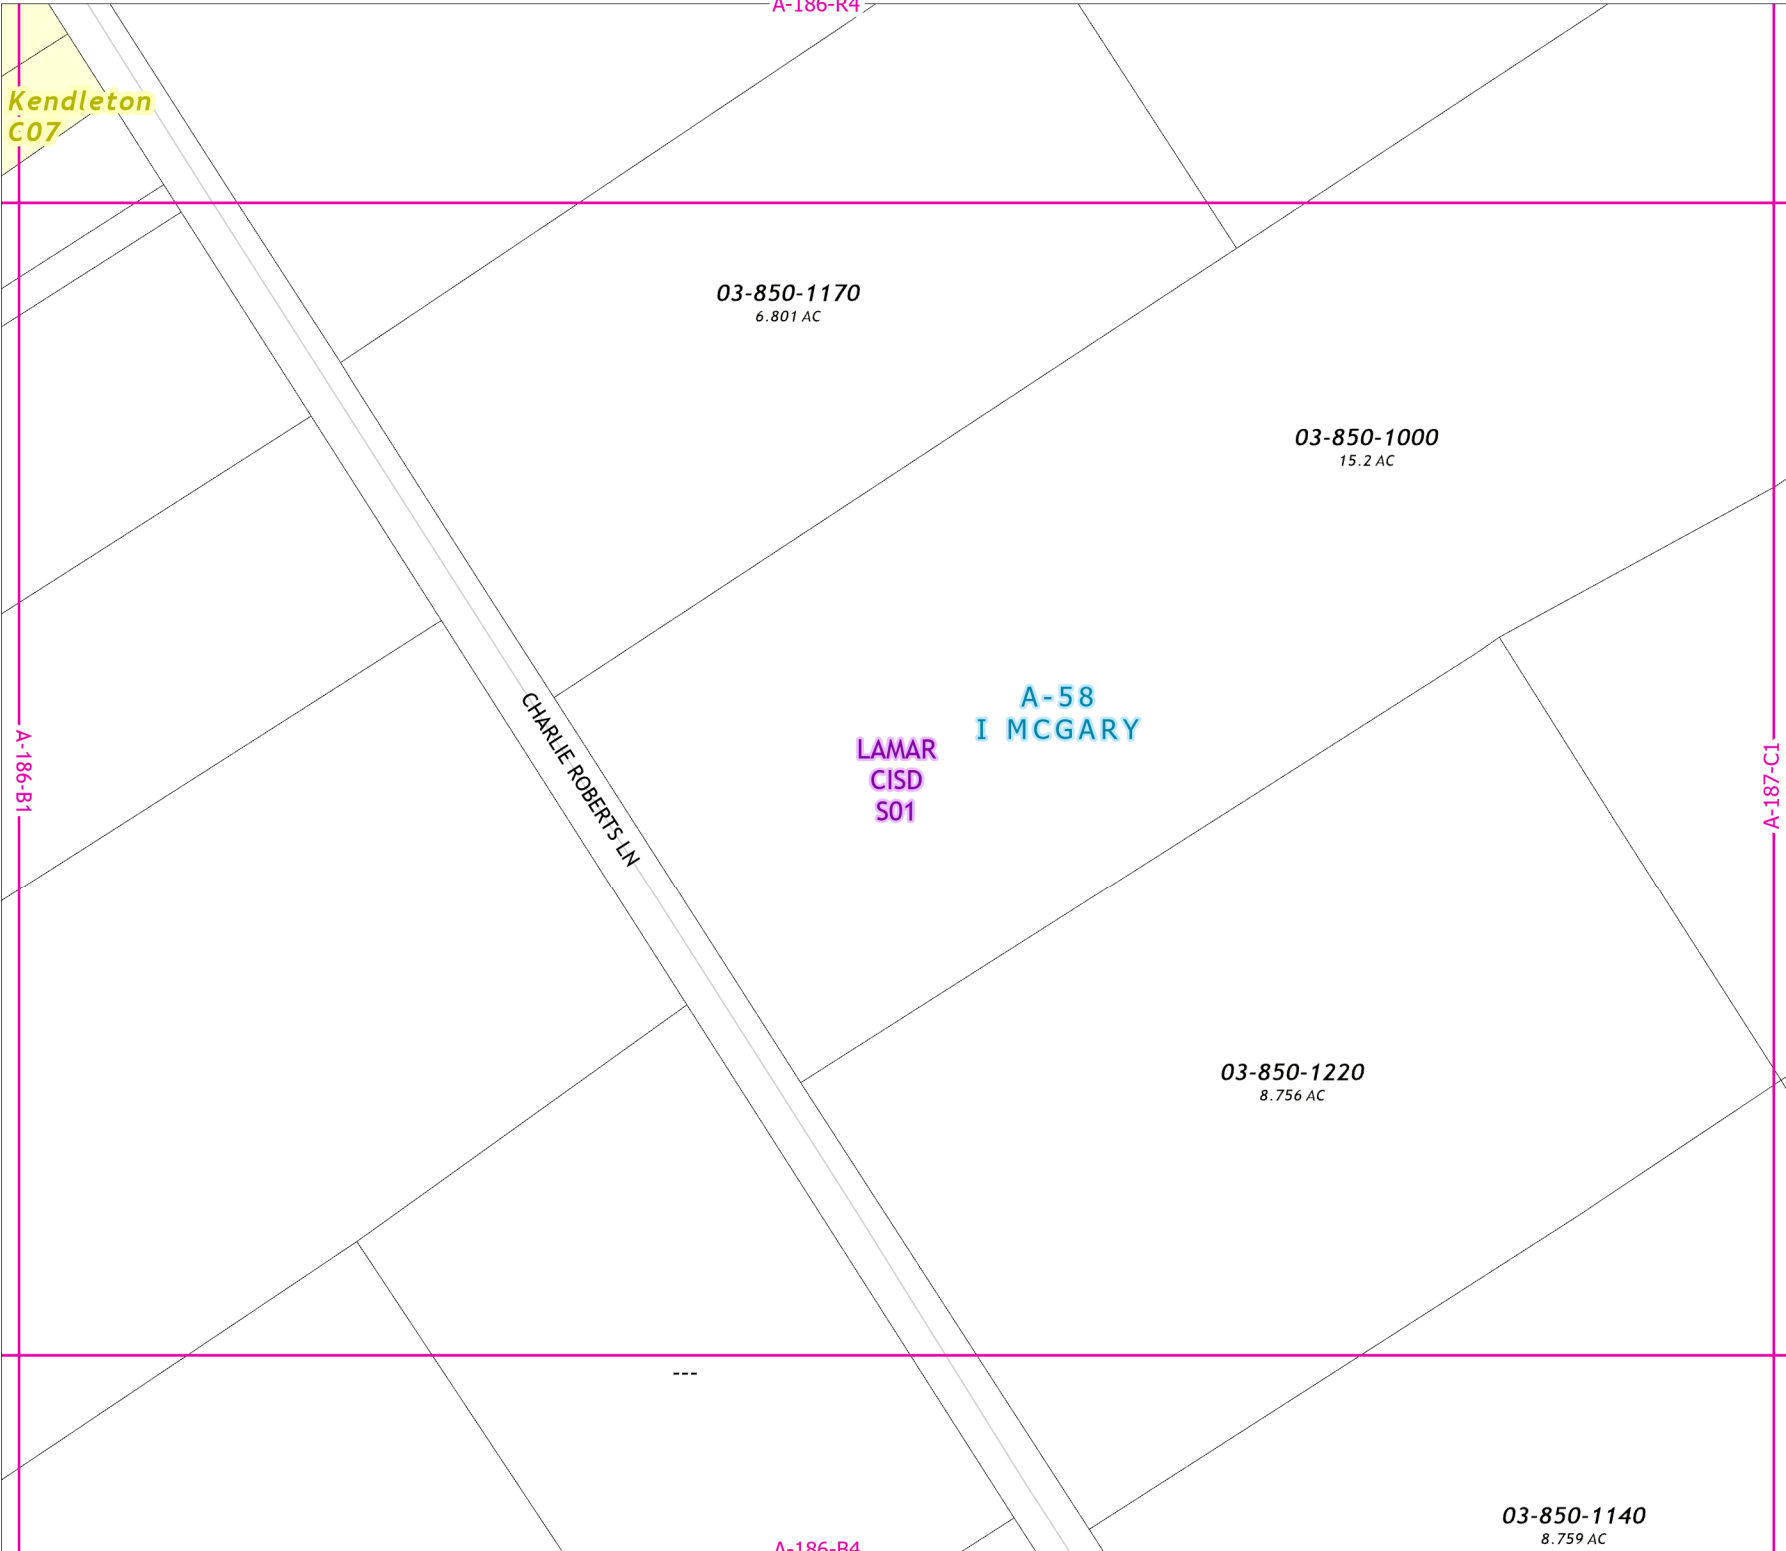 A-186-R4
Kendleton
C07
03-850-1170
6.801 AC
03-850-1000
15.2 AC
A-58
I MCGARY
LAMAR
CISD
S01
CHARLIE ROBERTS LN
A-186-B1
A-187-C1
03-850-1220
8.756 AC
---
03-850-1140
8.759 AC
A-186-B4